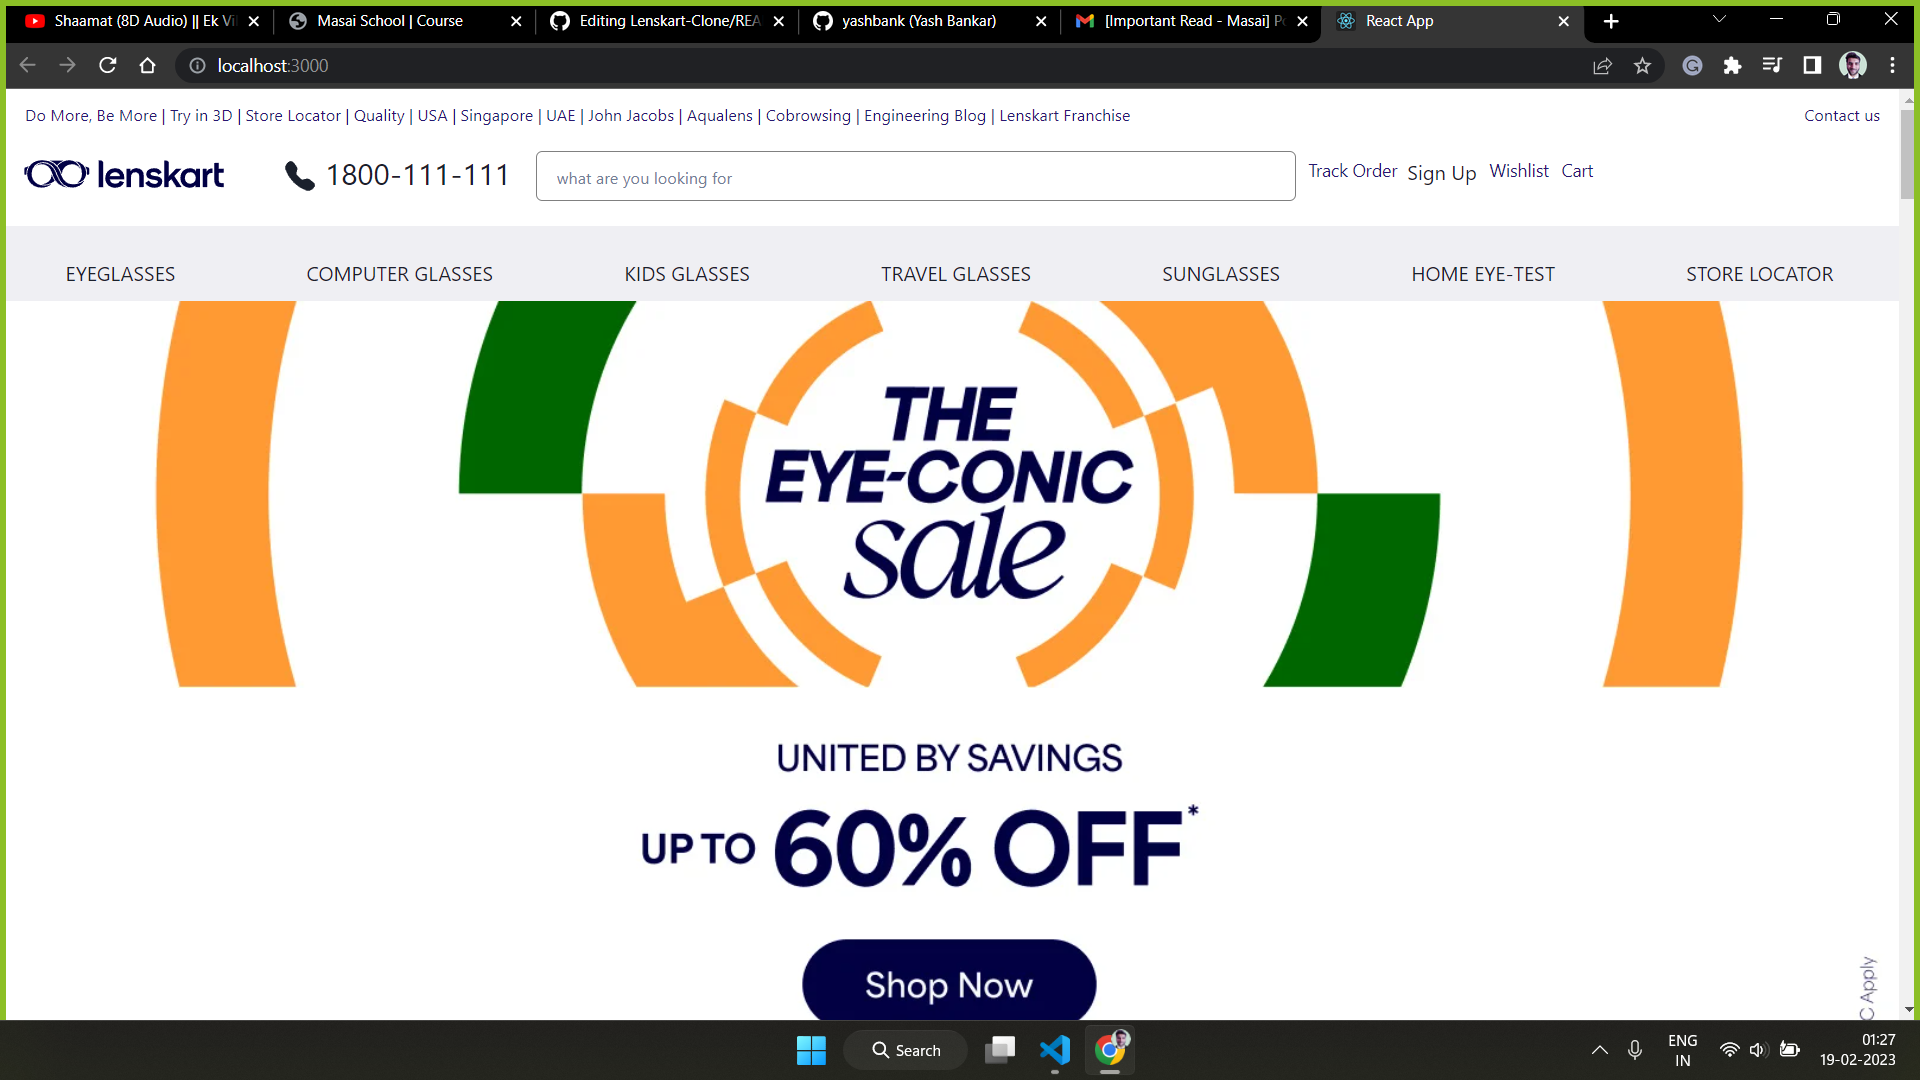 Shaamat (8D Audio) || Ek Vi
Masai School | Course
Editing Lenskart-Clone/REA
yashbank (Yash Bankar)
[Important Read - Masai] Po
React App
localhost:3000
Do More, Be More | Try in 3D | Store Locator | Quality | USA | Singapore | UAE | John Jacobs | Aqualens | Cobrowsing | Engineering Blog | Lenskart Franchise
Contact us
lenskart
1800-111-111
what are you looking for
Track Order
Sign Up
Wishlist
Cart
EYEGLASSES
COMPUTER GLASSES
KIDS GLASSES
TRAVEL GLASSES
SUNGLASSES
HOME EYE-TEST
STORE LOCATOR
THE
EYE-CONIC
sale
UNITED BY SAVINGS
UP TO 60% OFF*
Shop Now
C Apply
Search
ENG
IN
01:27
19-02-2023